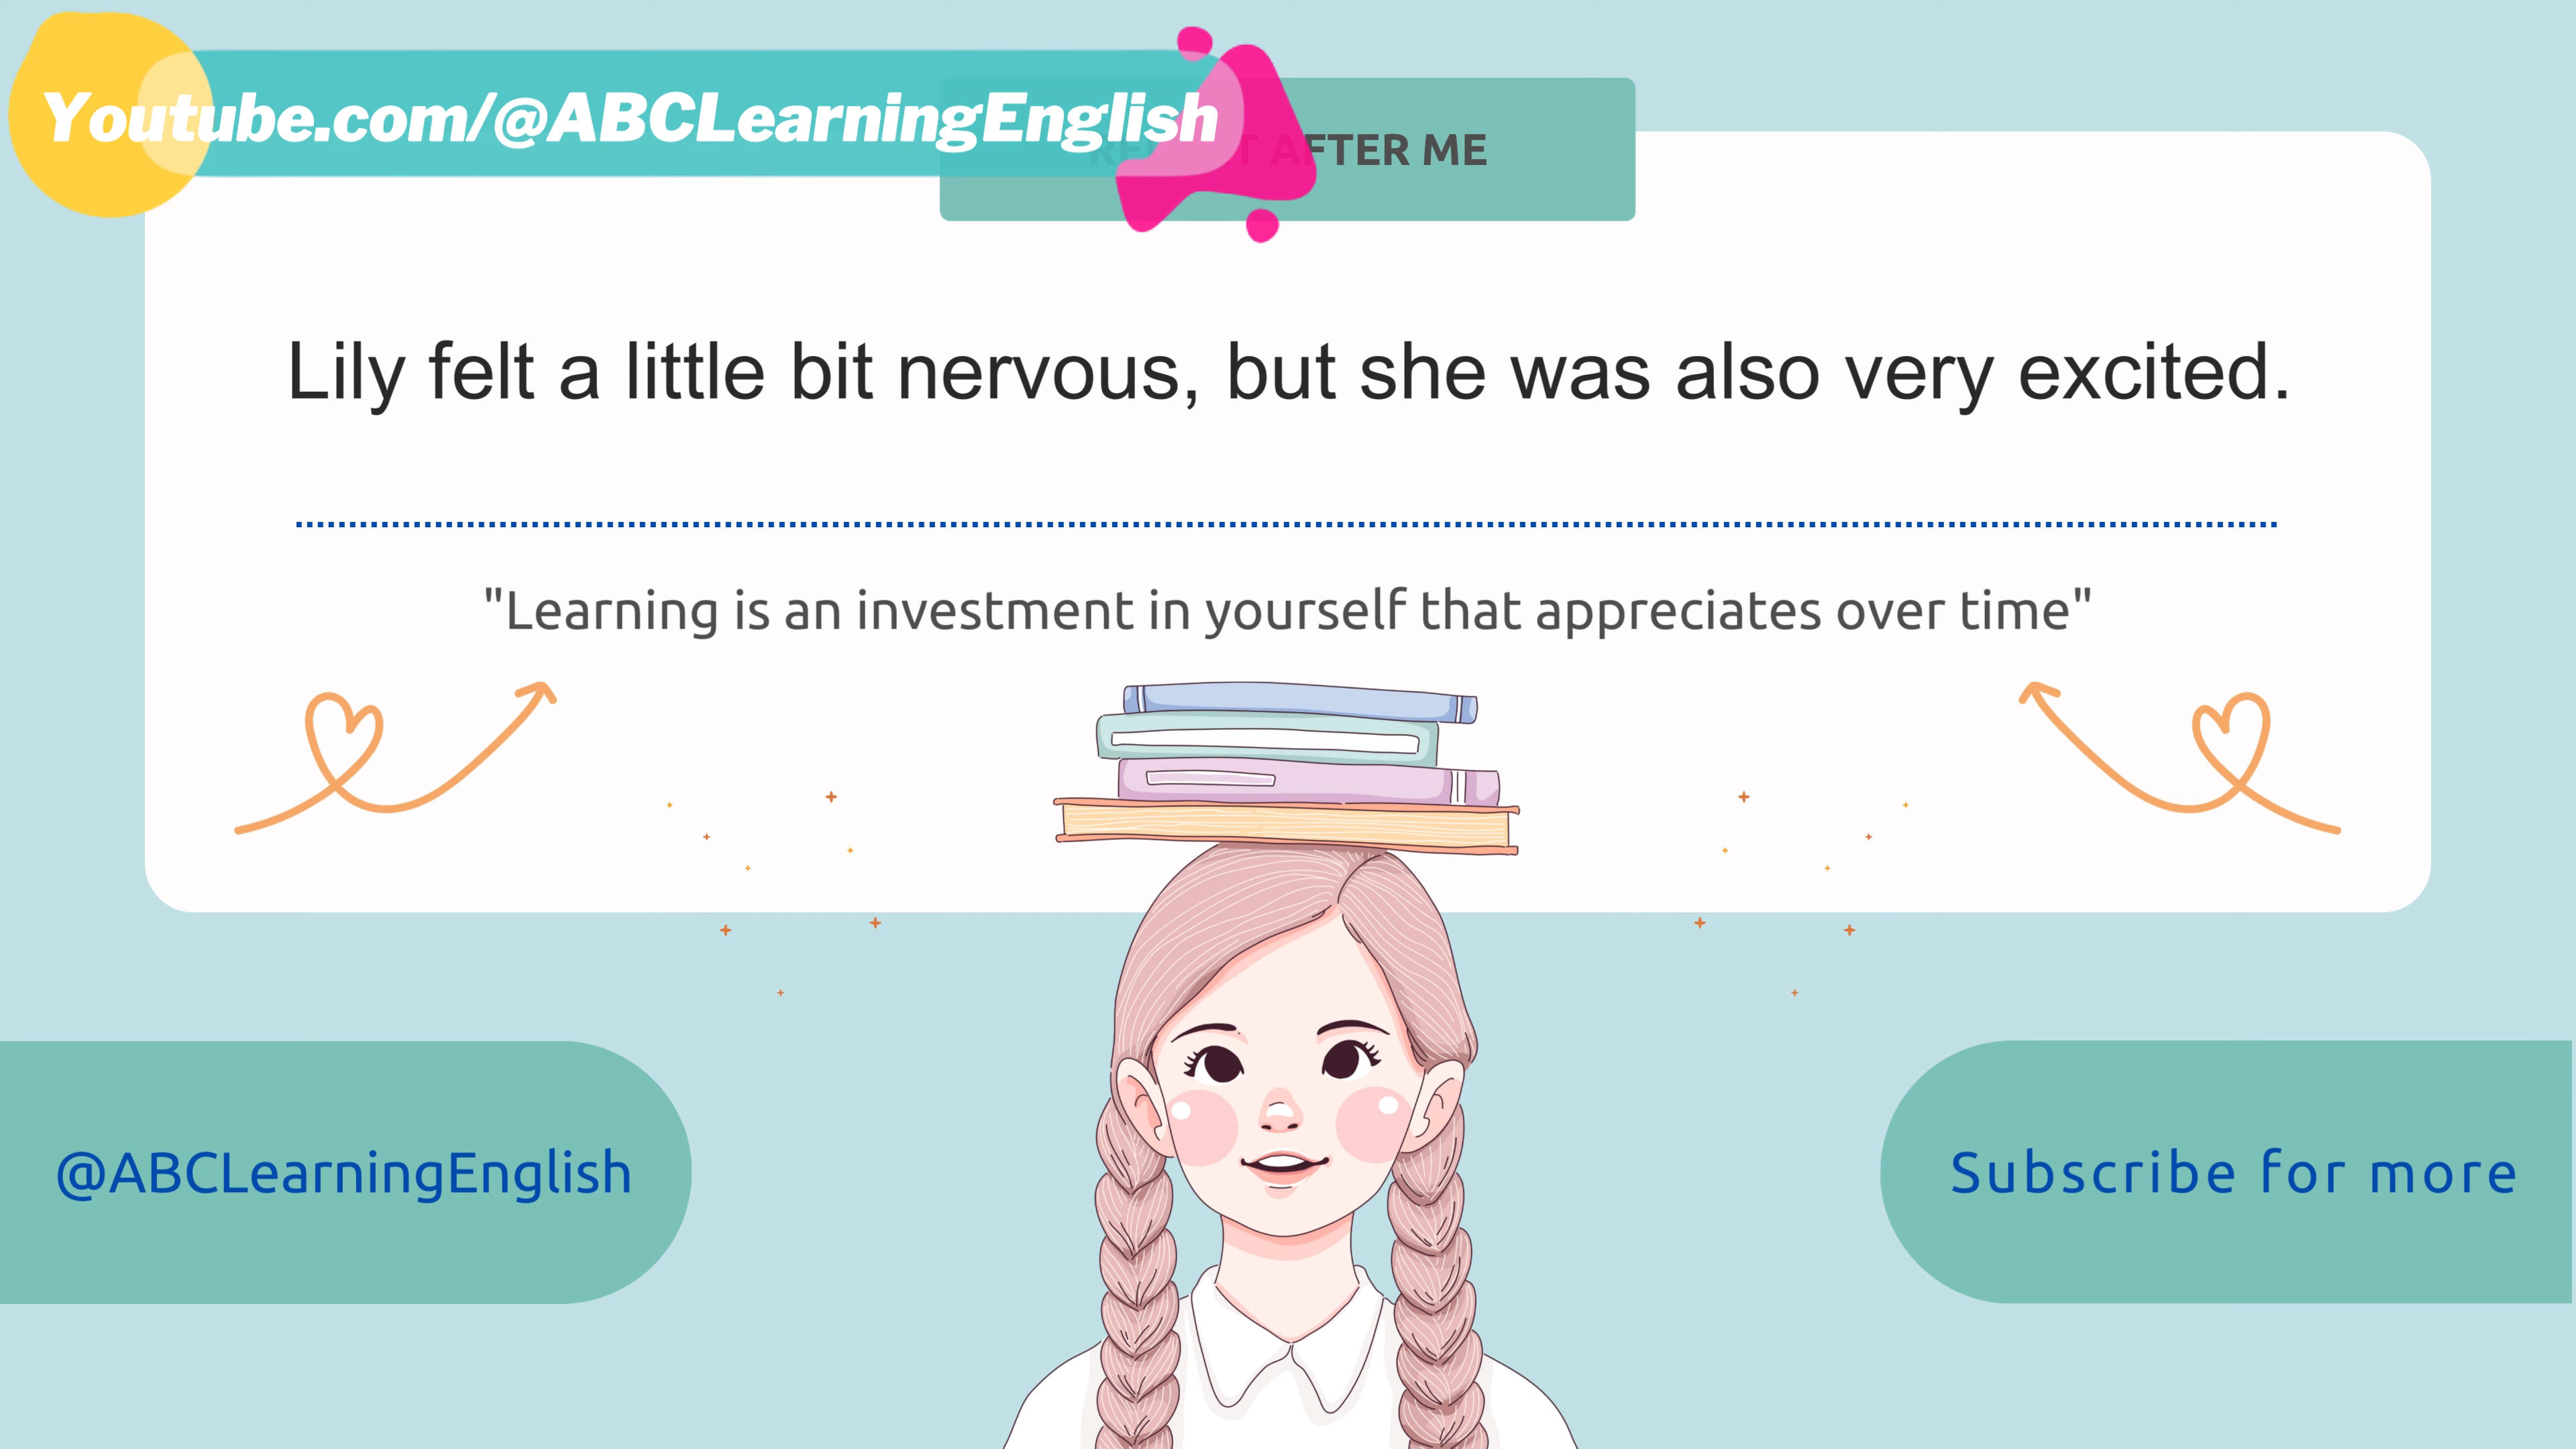 Youtube.com/@ABCLearningEnglish
AFTER ME
Lily felt a little bit nervous, but she was also very excited.
"Learning is an investment in yourself that appreciates over time"
@ABCLearningEnglish
Subscribe for more